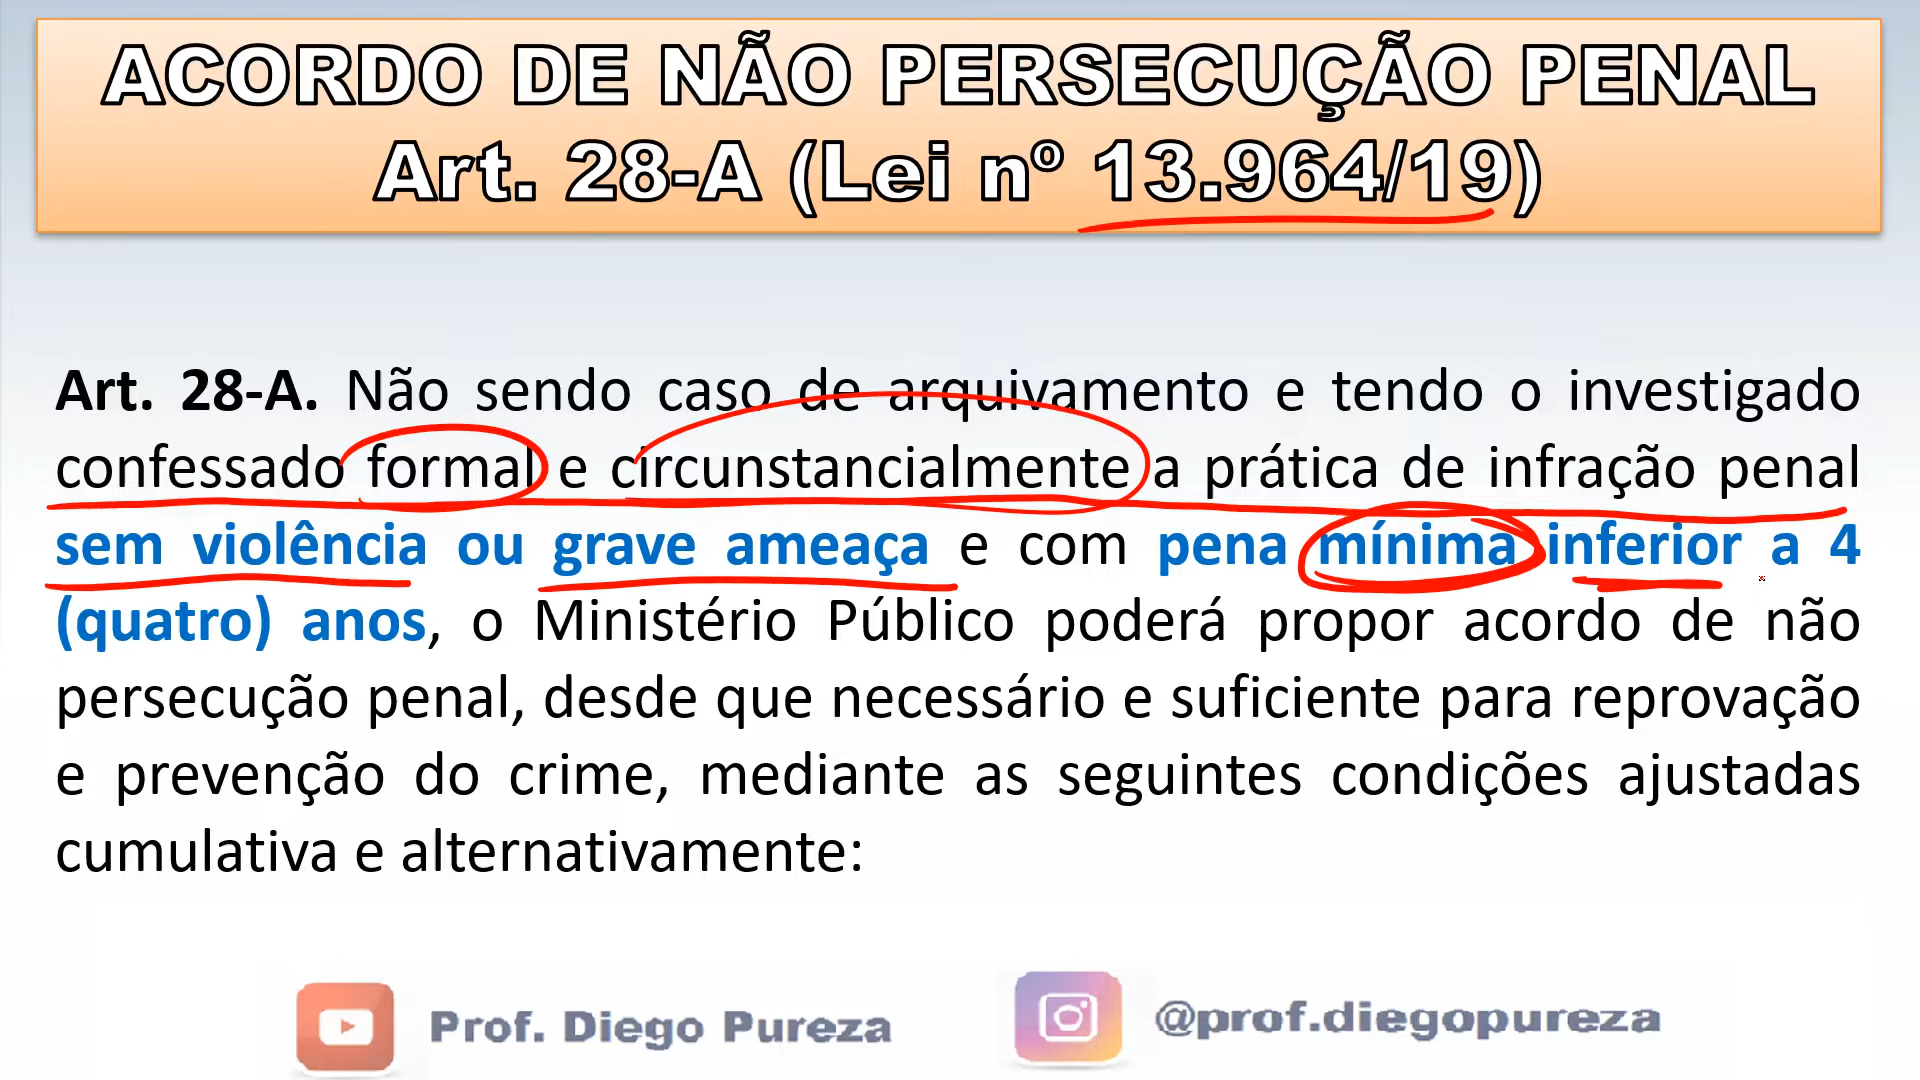 ACORDO DE NÃO PERSECUÇÃO PENAL
Art. 28-A (Lei nº 13.964/19)
Art. 28-A. Não sendo caso de arquivamento e tendo o investigado
confessado formal e circunstancialmente a prática de infração penal
sem violência ou grave ameaça e com pena mínima inferior a 4
(quatro) anos, o Ministério Público poderá propor acordo de não
persecução penal, desde que necessário e suficiente para reprovação
e prevenção do crime, mediante as seguintes condições ajustadas
cumulativa e alternativamente:
Prof. Diego Pureza
@prof.diegopureza